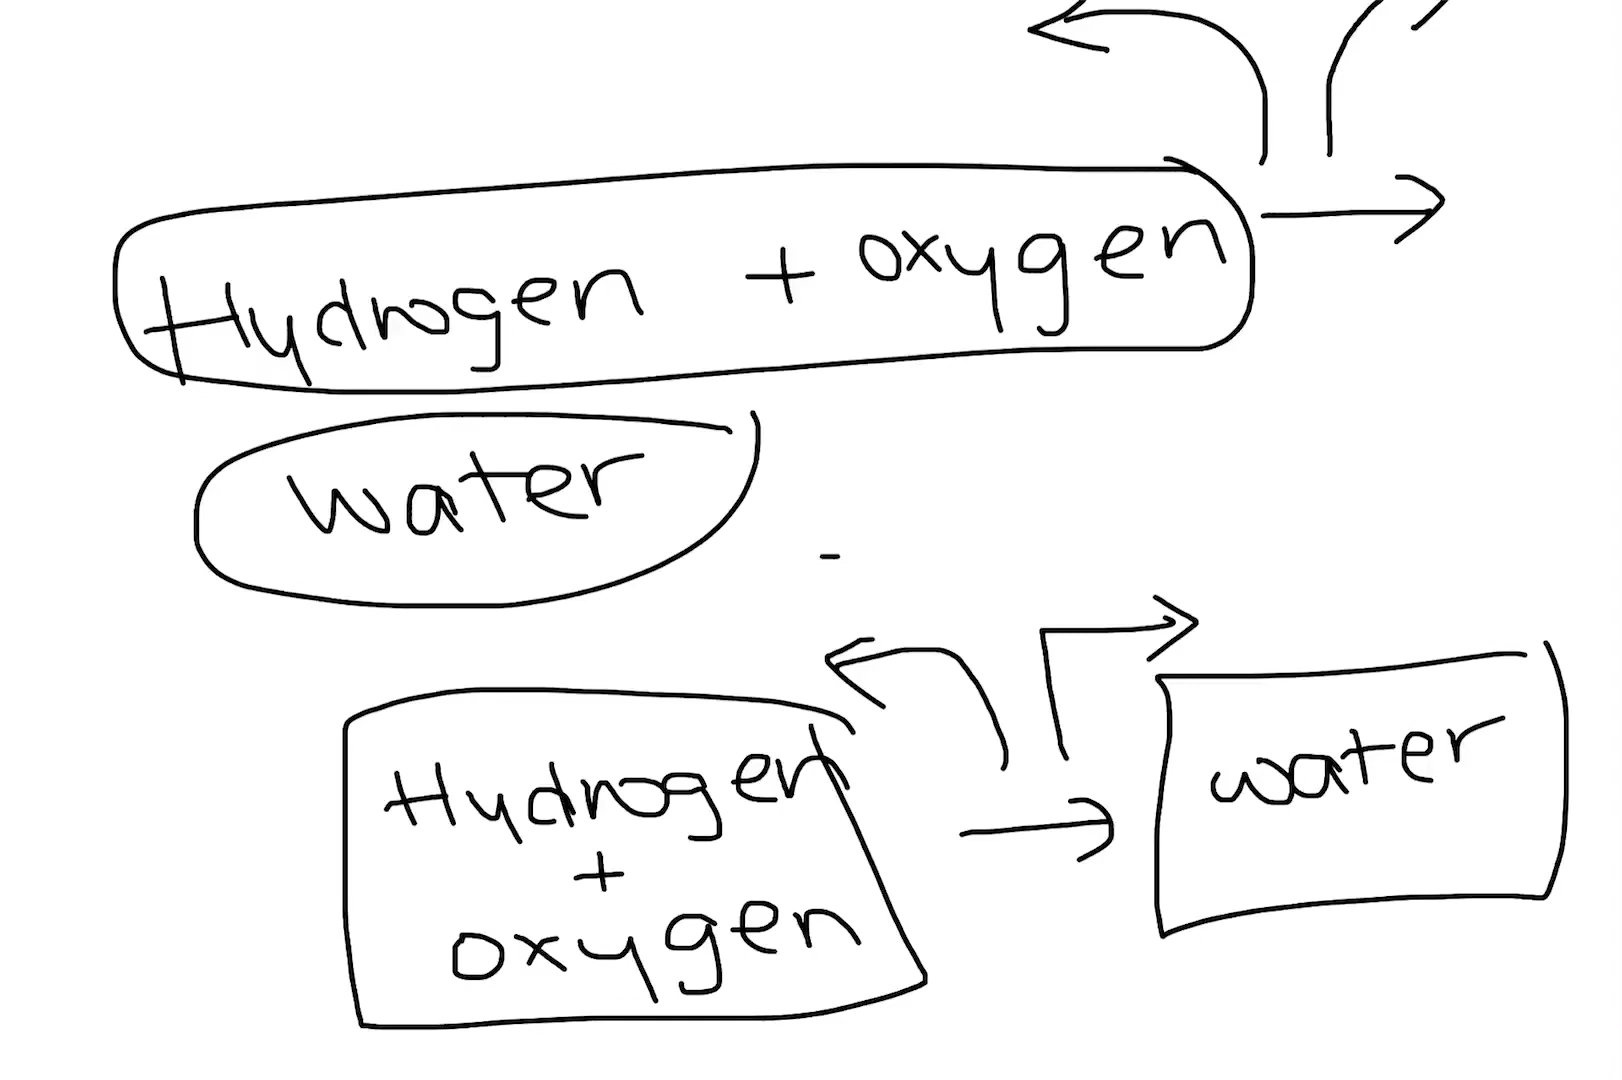 Hydrogen + oxygen →
water
-
Hydrogen → water
+
oxygen